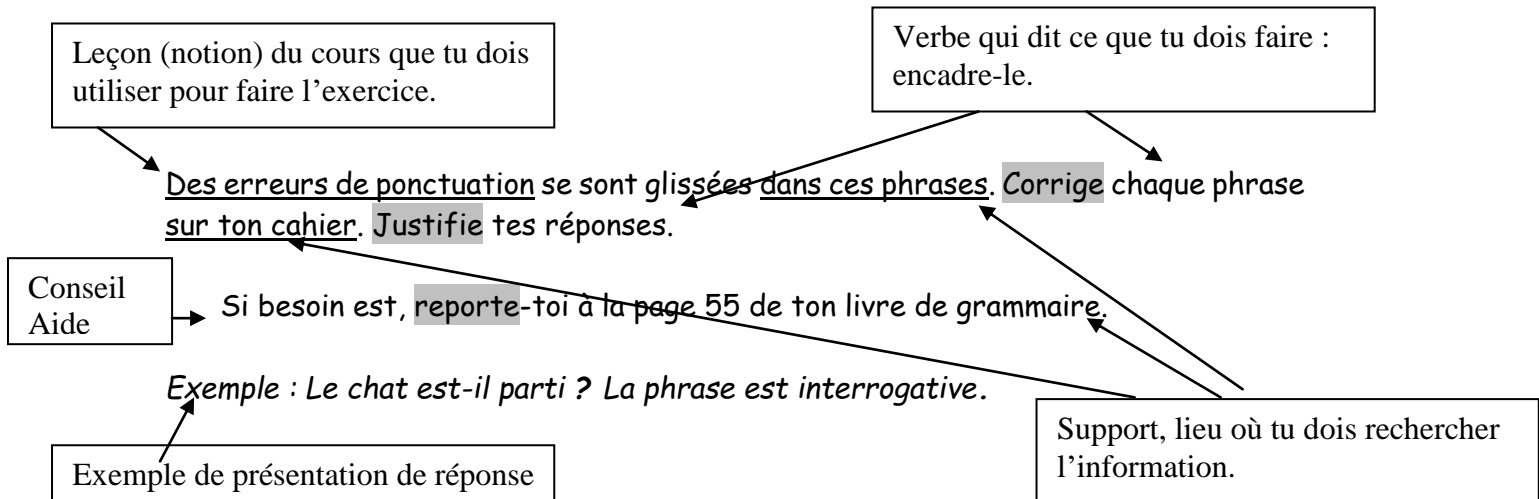 Leçon (notion) du cours que tu dois
utiliser pour faire l'exercice.
Verbe qui dit ce que tu dois faire :
encadre-le.
Des erreurs de ponctuation se sont glissées dans ces phrases. Corrige chaque phrase
sur ton cahier. Justifie tes réponses.
Conseil
Aide
Si besoin est, reporte-toi à la page 55 de ton livre de grammaire.
Exemple : Le chat est-il parti ? La phrase est interrogative.
Exemple de présentation de réponse
Support, lieu où tu dois rechercher
l'information.